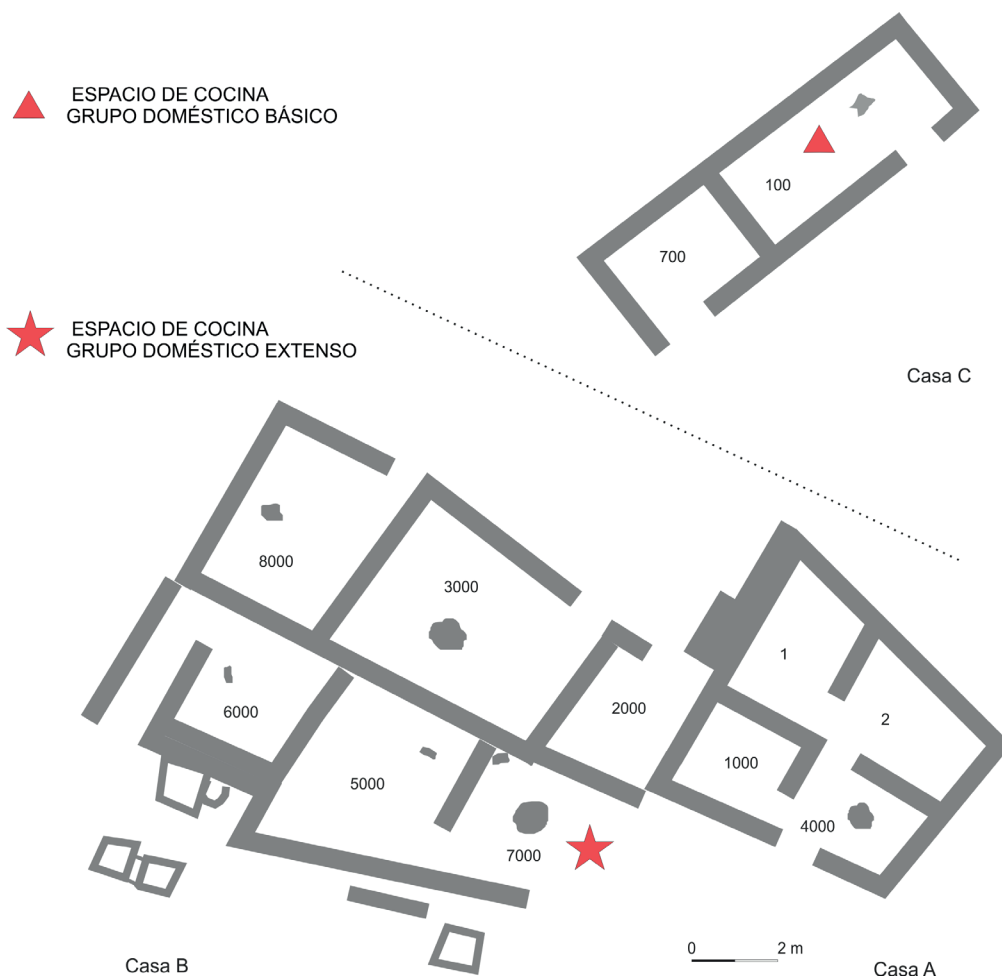 ESPACIO DE COCINA
GRUPO DOMÉSTICO BÁSICO
100
700
ESPACIO DE COCINA
GRUPO DOMÉSTICO EXTENSO
Casa C
8000
3000
1
2000
2
6000
1000
5000
4000
7000
0 2 m
Casa B
Casa A